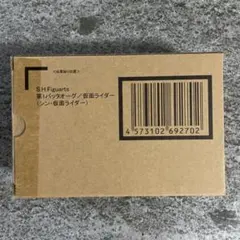 S.H.Figuarts
第1バッタオーグ／仮面ライダー
(シン・仮面ライダー)
4 573102 692702